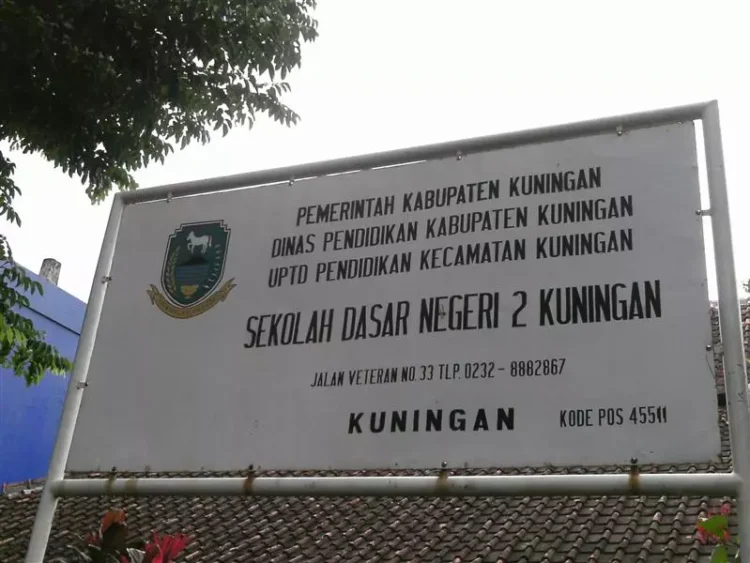 PEMERINTAH KABUPATEN KUNINGAN
DINAS PENDIDIKAN KABUPATEN KUNINGAN
UPTD PENDIDIKAN KECAMATAN KUNINGAN
SEKOLAH DASAR NEGERI 2 KUNINGAN
JALAN VETERAN NO. 33 TLP. 0232 - 8882867
KUNINGAN KODE POS 45511